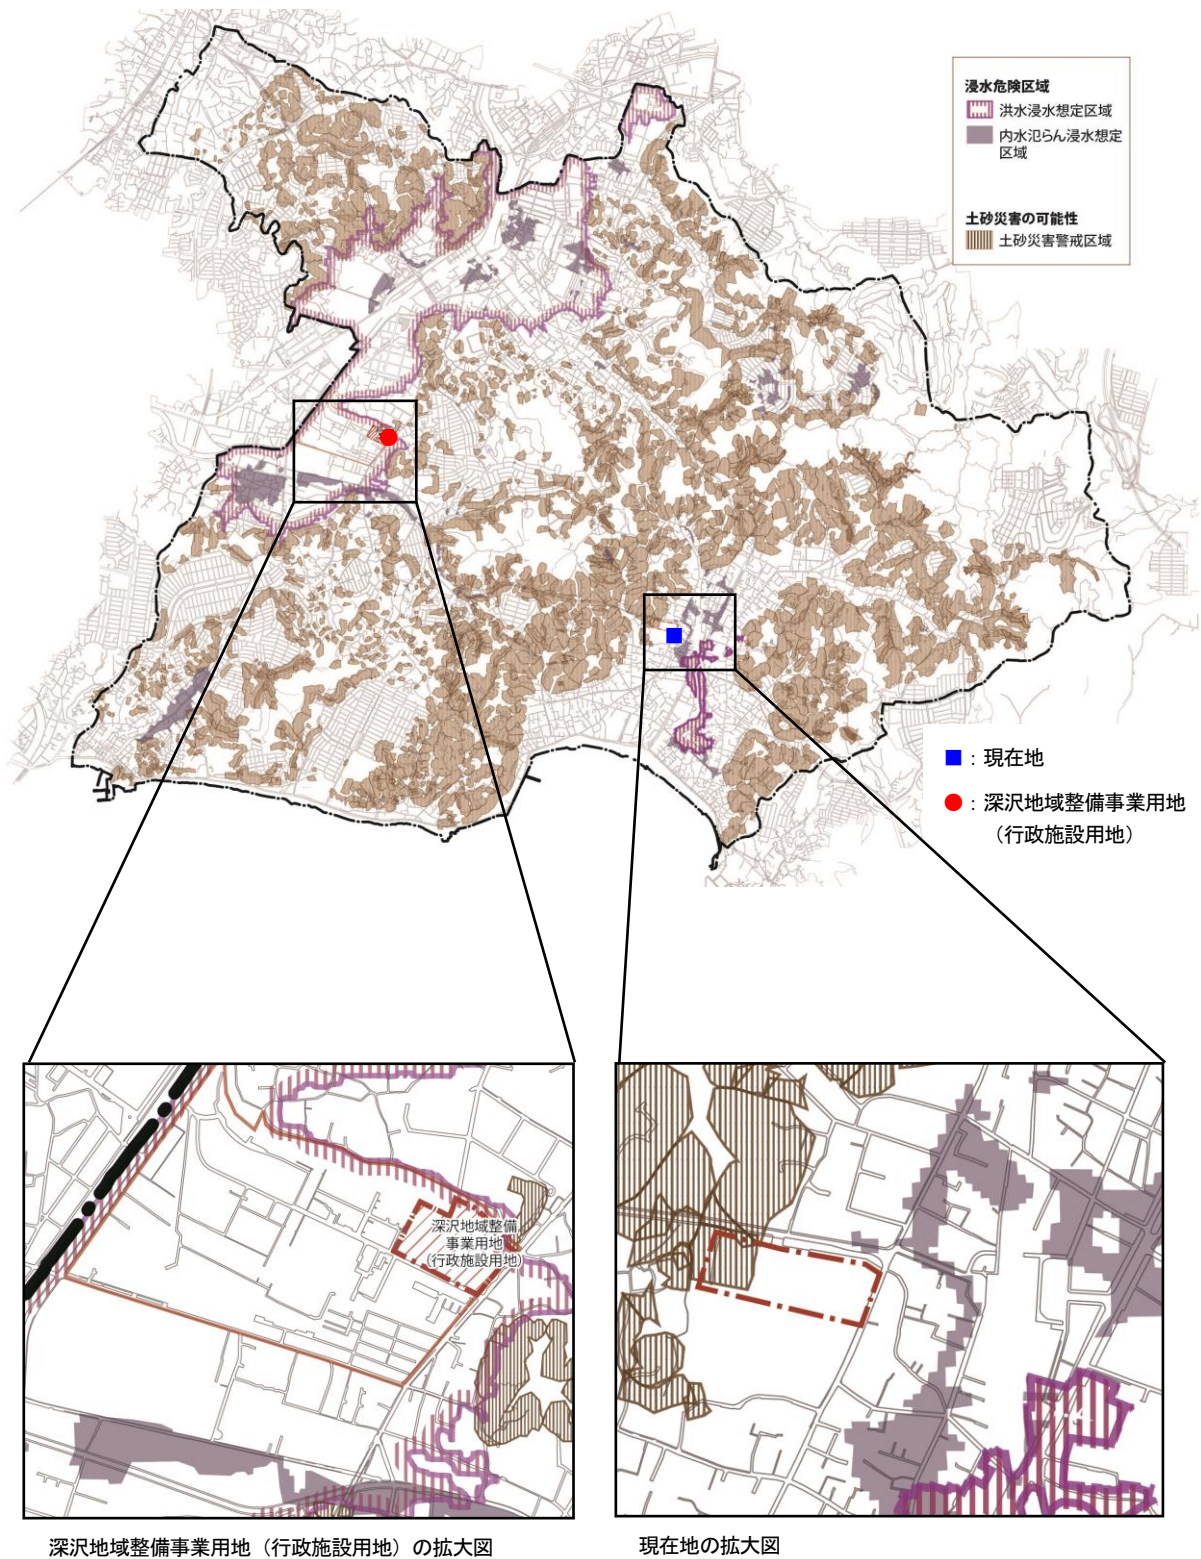 浸水危険区域
洪水浸水想定区域
内水氾らん浸水想定
区域
土砂災害の可能性
土砂災害警戒区域
：現在地
：深沢地域整備事業用地
（行政施設用地）
深沢地域整備
事業用地
（行政施設用地）
深沢地域整備事業用地（行政施設用地）の拡大図
現在地の拡大図